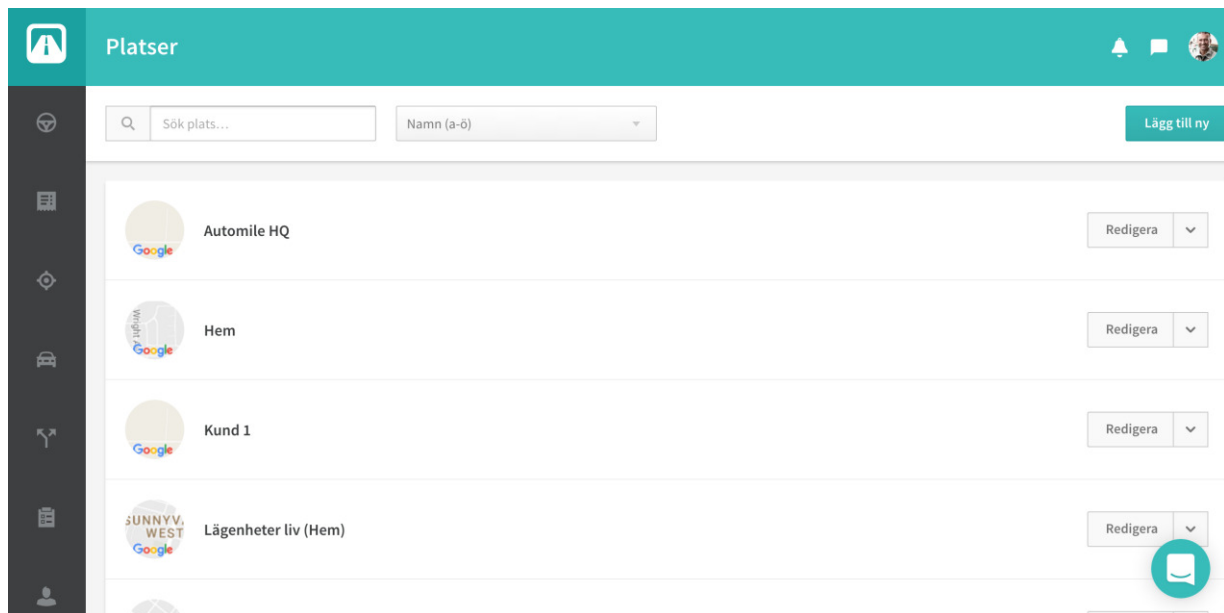 Platser
Sök plats...
Namn (a-ö)
Lägg till ny
Google
Automile HQ
Redigera
Wright A
Google
Hem
Redigera
Google
Kund 1
Redigera
SUNNYV
WEST
Google
Lägenheter liv (Hem)
Redigera